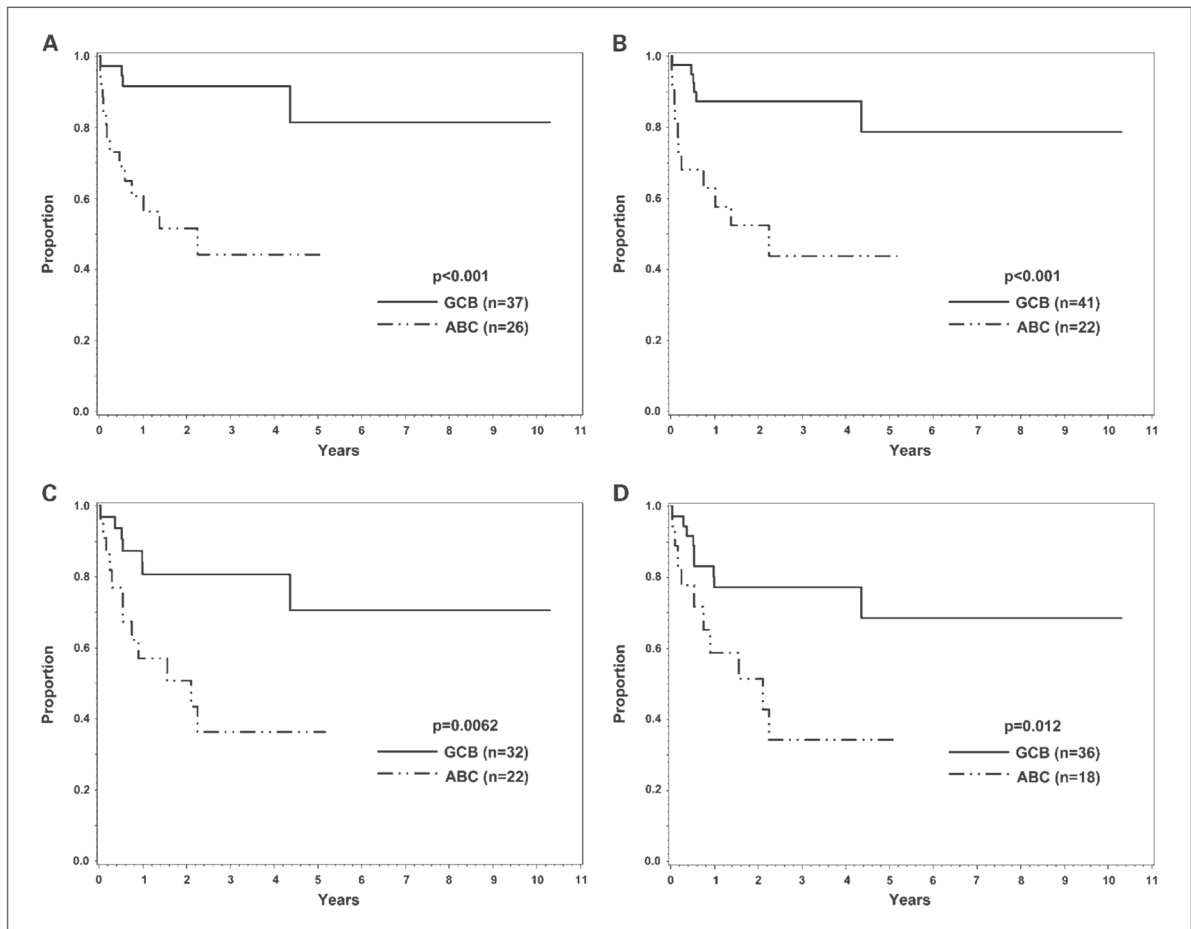 A
Proportion
1.0
0.8
0.6
0.4
0.2
0.0
p<0.001
GCB (n=37)
ABC (n=26)
0 1 2 3 4 5 6 7 8 9 10 11
Years
B
Proportion
1.0
0.8
0.6
0.4
0.2
0.0
p<0.001
GCB (n=41)
ABC (n=22)
0 1 2 3 4 5 6 7 8 9 10 11
Years
C
Proportion
1.0
0.8
0.6
0.4
0.2
0.0
p=0.0062
GCB (n=32)
ABC (n=22)
0 1 2 3 4 5 6 7 8 9 10 11
Years
D
Proportion
1.0
0.8
0.6
0.4
0.2
0.0
p=0.012
GCB (n=36)
ABC (n=18)
0 1 2 3 4 5 6 7 8 9 10 11
Years